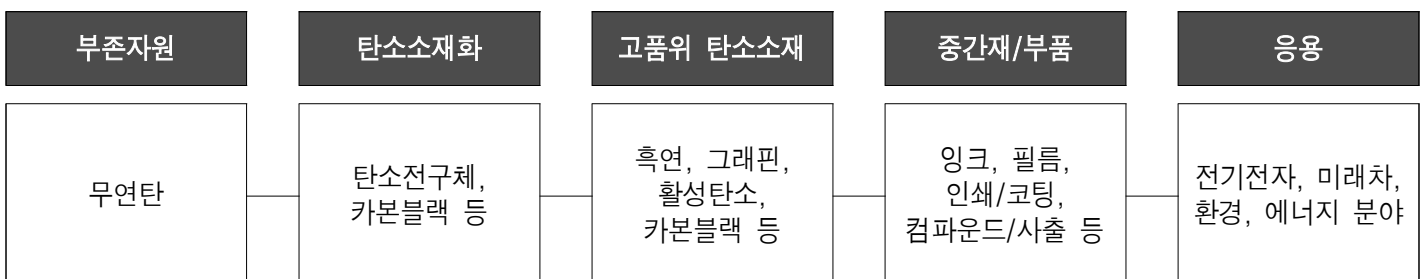 부존자원
탄소소재화
고품위 탄소소재
중간재/부품
응용
무연탄
탄소전구체,
카본블랙 등
흑연, 그래핀,
활성탄소,
카본블랙 등
잉크, 필름,
인쇄/코팅,
컴파운드/사출 등
전기전자, 미래차,
환경, 에너지 분야